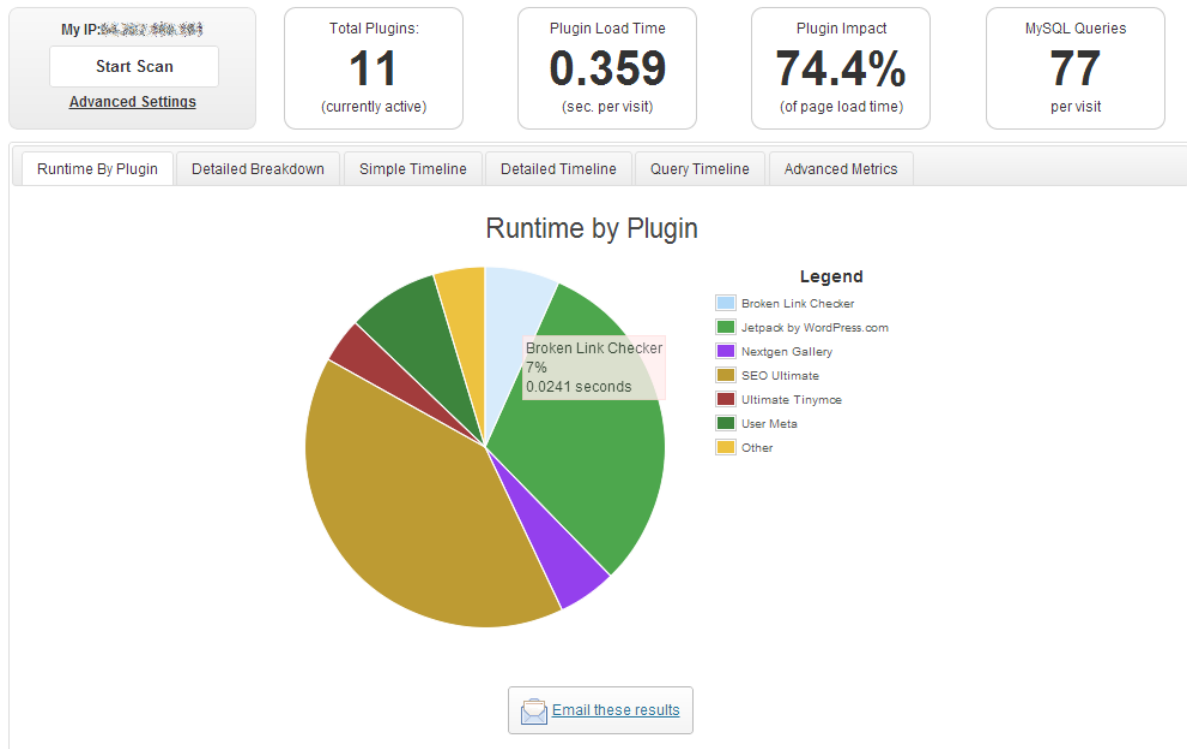 My IP:
Start Scan
Advanced Settings
Total Plugins:
11
(currently active)
Plugin Load Time
0.359
(sec. per visit)
Plugin Impact
74.4%
(of page load time)
MySQL Queries
77
per visit
Runtime By Plugin
Detailed Breakdown
Simple Timeline
Detailed Timeline
Query Timeline
Advanced Metrics
Runtime by Plugin
Broken Link Checker
7%
0.0241 seconds
Legend
Broken Link Checker
Jetpack by WordPress.com
Nextgen Gallery
SEO Ultimate
Ultimate Tinymce
User Meta
Other
Email these results